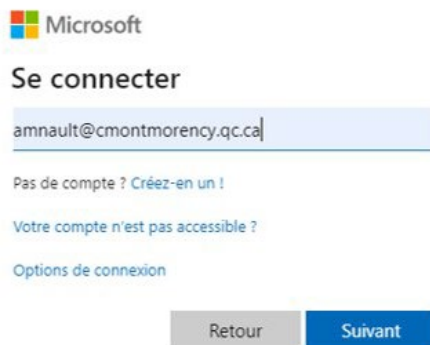 Microsoft
Se connecter
amnault@cmontmorency.qc.ca
Pas de compte ? Créez-en un !
Votre compte n'est pas accessible ?
Options de connexion
Retour Suivant